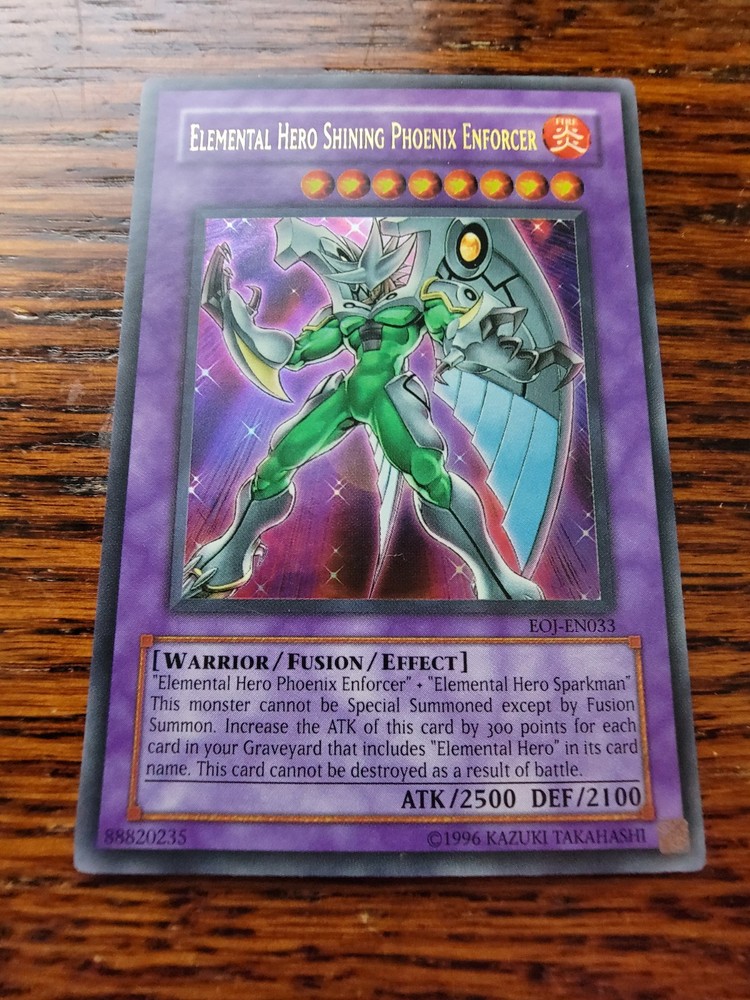 ELEMENTAL HERO SHINING PHOENIX ENFORCER
FIRE
炎
EOJ-EN033
[WARRIOR/FUSION/EFFECT]
"Elemental Hero Phoenix Enforcer" + "Elemental Hero Sparkman"
This monster cannot be Special Summoned except by Fusion
Summon. Increase the ATK of this card by 300 points for each
card in your Graveyard that includes "Elemental Hero" in its card
name. This card cannot be destroyed as a result of battle.
ATK/2500 DEF/2100
88820235
©1996 KAZUKI TAKAHASHI